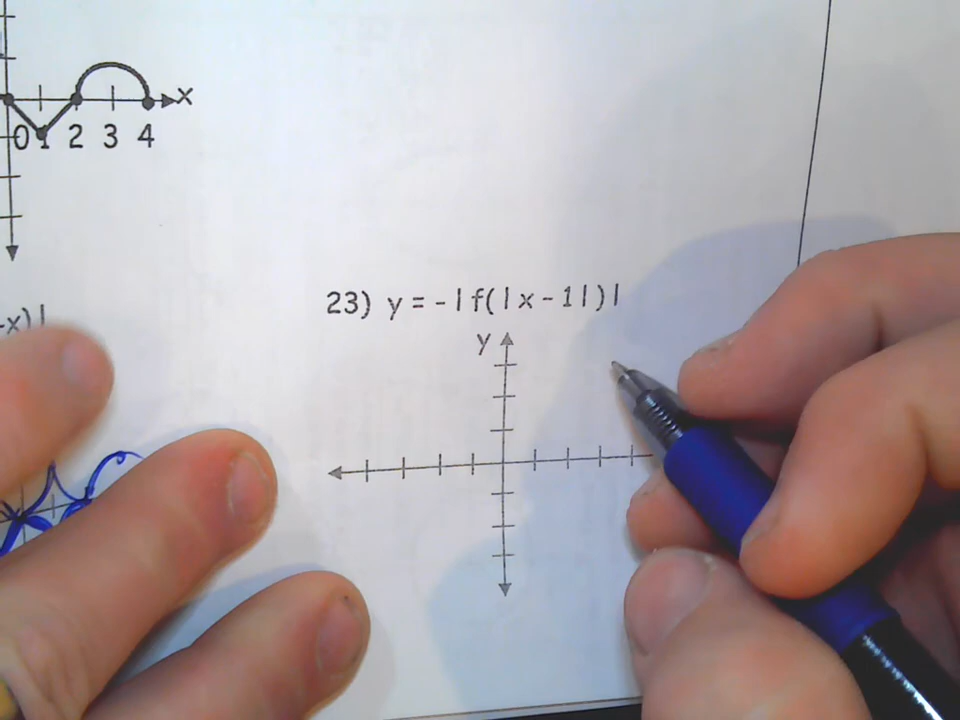 x
0 1 2 3 4
-x)|
23) y = -|f(|x-1|)|
y